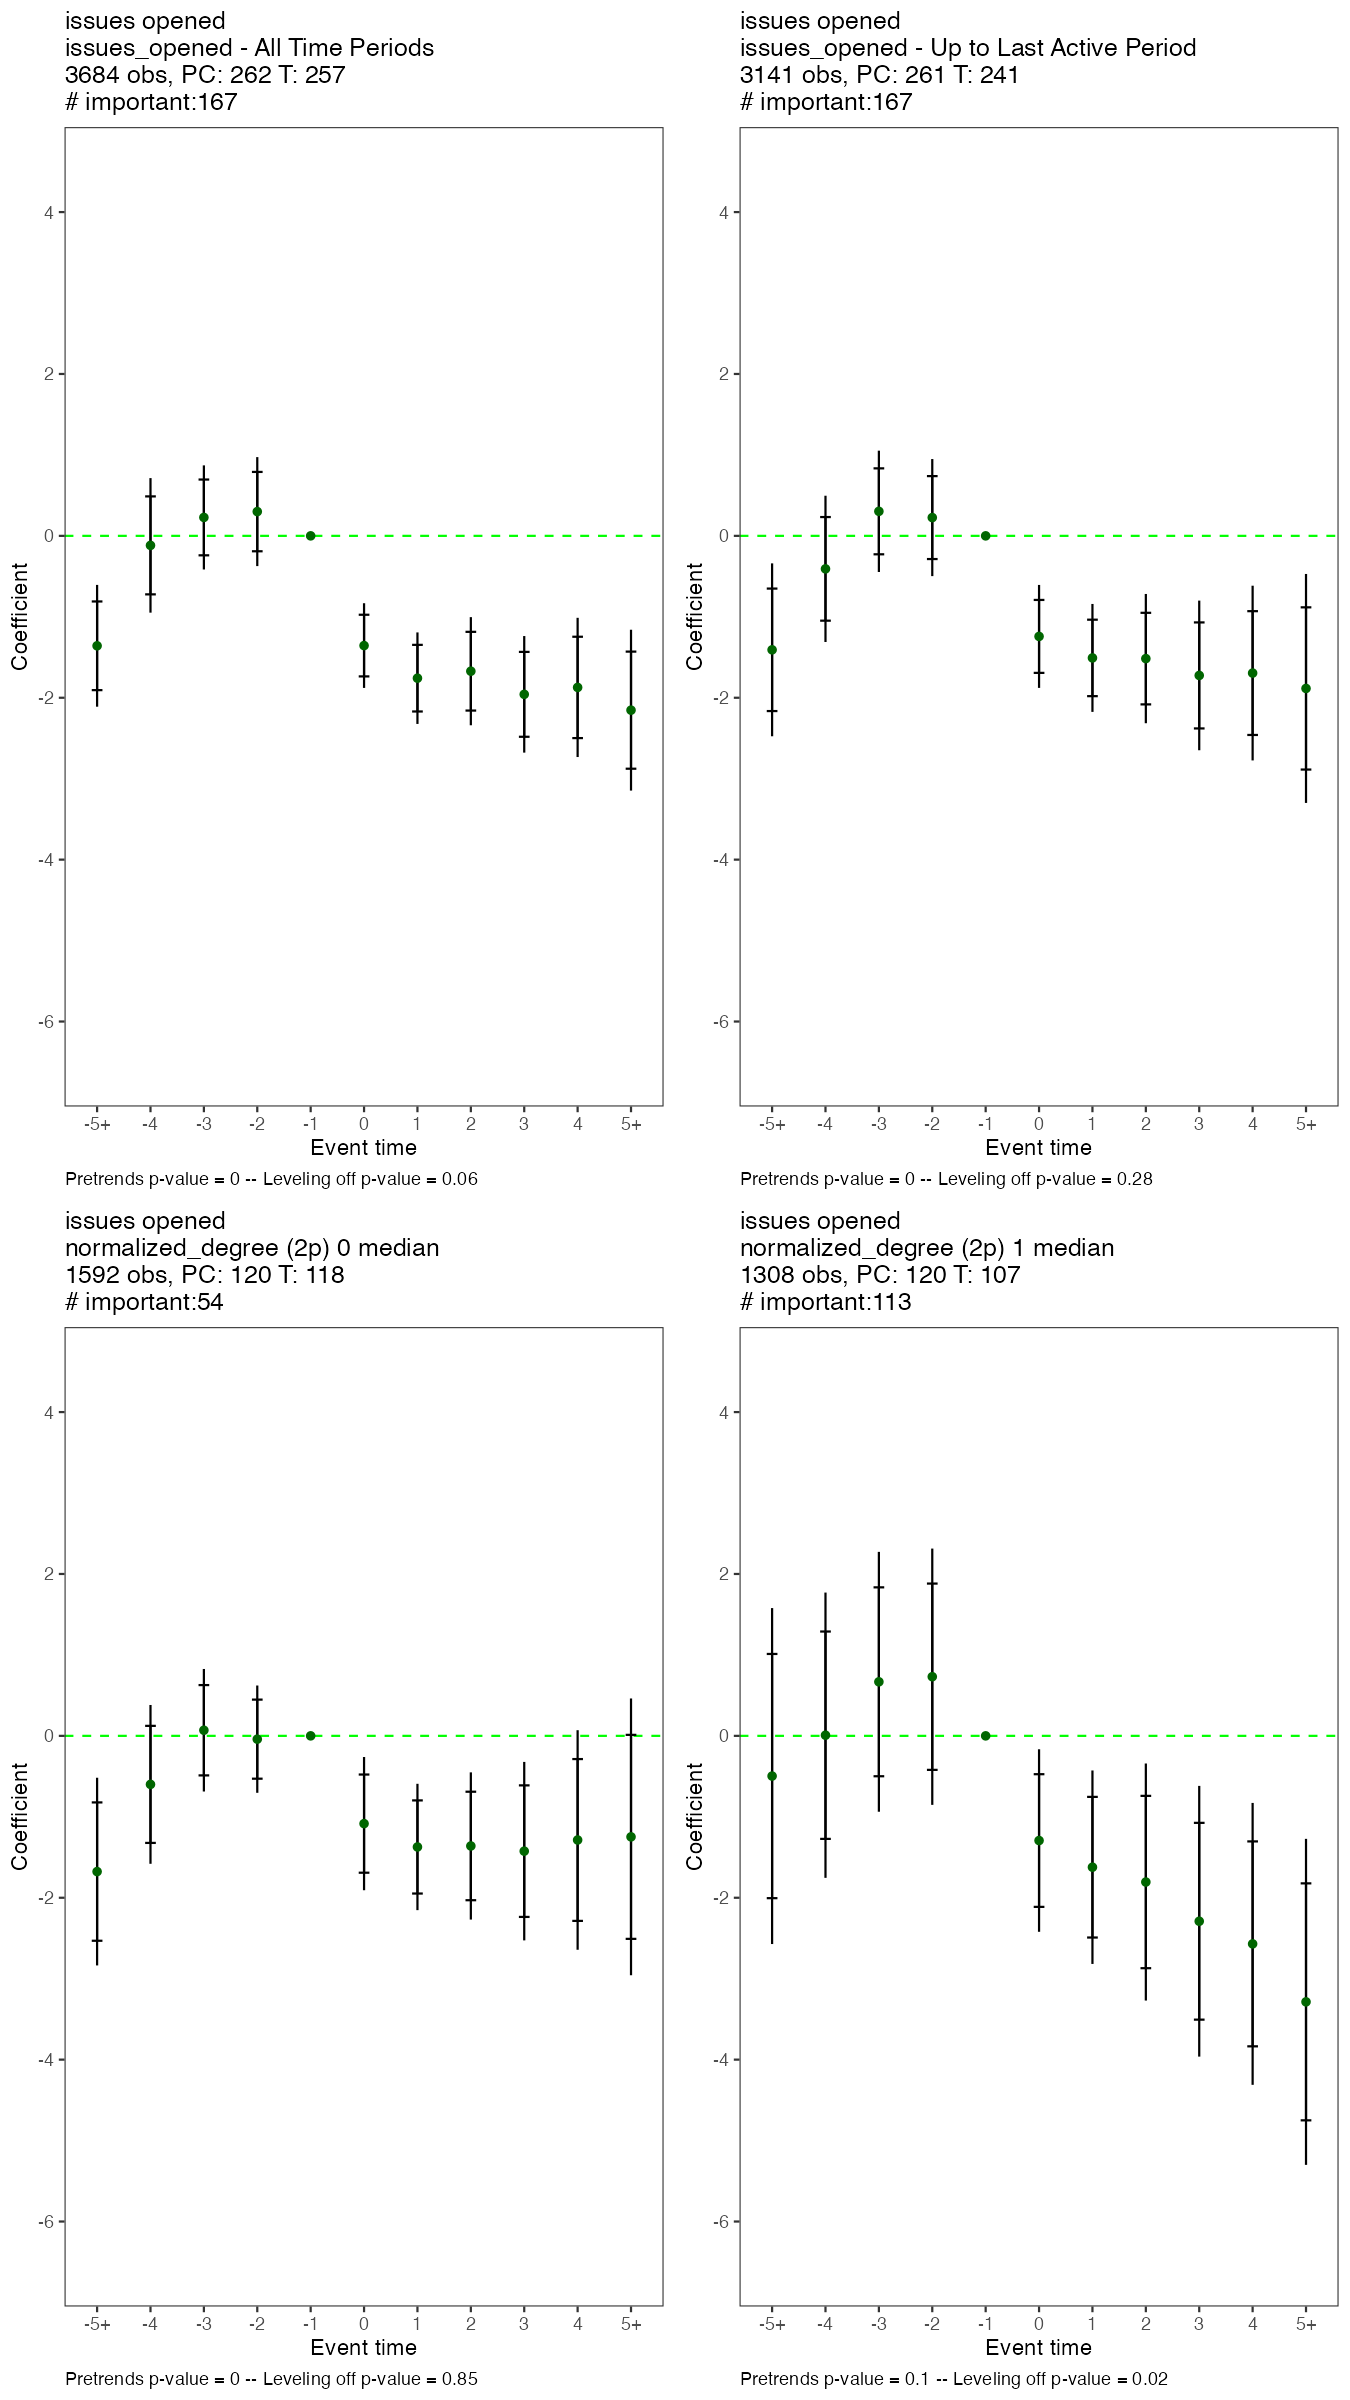 issues opened
issues_opened - All Time Periods
3684 obs, PC: 262 T: 257
# important:167
4
2
0
-2
-4
-6
Coefficient
-5+ -4 -3 -2 -1 0 1 2 3 4 5+
Event time
Pretrends p-value = 0 -- Leveling off p-value = 0.06
issues opened
issues_opened - Up to Last Active Period
3141 obs, PC: 261 T: 241
# important:167
4
2
0
-2
-4
-6
Coefficient
-5+ -4 -3 -2 -1 0 1 2 3 4 5+
Event time
Pretrends p-value = 0 -- Leveling off p-value = 0.28
issues opened
normalized_degree (2p) 0 median
1592 obs, PC: 120 T: 118
# important:54
4
2
0
-2
-4
-6
Coefficient
-5+ -4 -3 -2 -1 0 1 2 3 4 5+
Event time
Pretrends p-value = 0 -- Leveling off p-value = 0.85
issues opened
normalized_degree (2p) 1 median
1308 obs, PC: 120 T: 107
# important:113
4
2
0
-2
-4
-6
Coefficient
-5+ -4 -3 -2 -1 0 1 2 3 4 5+
Event time
Pretrends p-value = 0.1 -- Leveling off p-value = 0.02